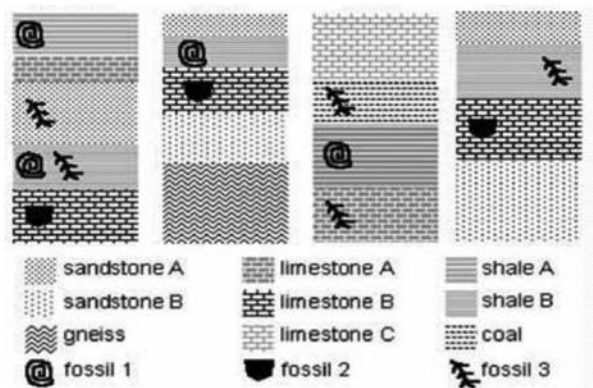 sandstone A limestone A shale A
sandstone B limestone B shale B
gneiss limestone C coal
fossil 1 fossil 2 fossil 3